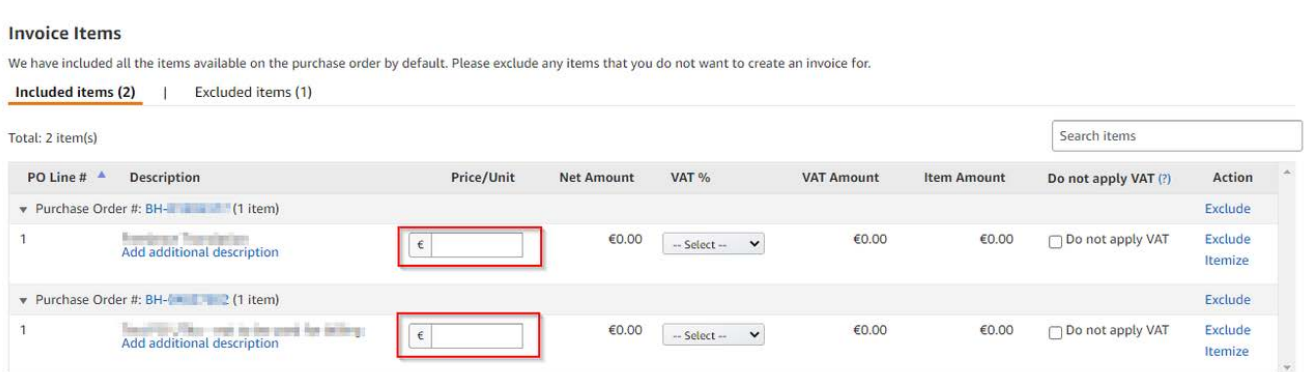 Invoice Items
We have included all the items available on the purchase order by default. Please exclude any items that you do not want to create an invoice for.
Included items (2) | Excluded items (1)
Total: 2 item(s)
Search items
PO Line # ▲ Description Price/Unit Net Amount VAT % VAT Amount Item Amount Do not apply VAT (?) Action
▼ Purchase Order #: BH- (1 item) Exclude
1 € €0.00 -- Select -- €0.00 €0.00 Do not apply VAT Exclude
Add additional description Itemize
▼ Purchase Order #: BH- 2 (1 item) Exclude
1 € €0.00 -- Select -- €0.00 €0.00 Do not apply VAT Exclude
Add additional description Itemize